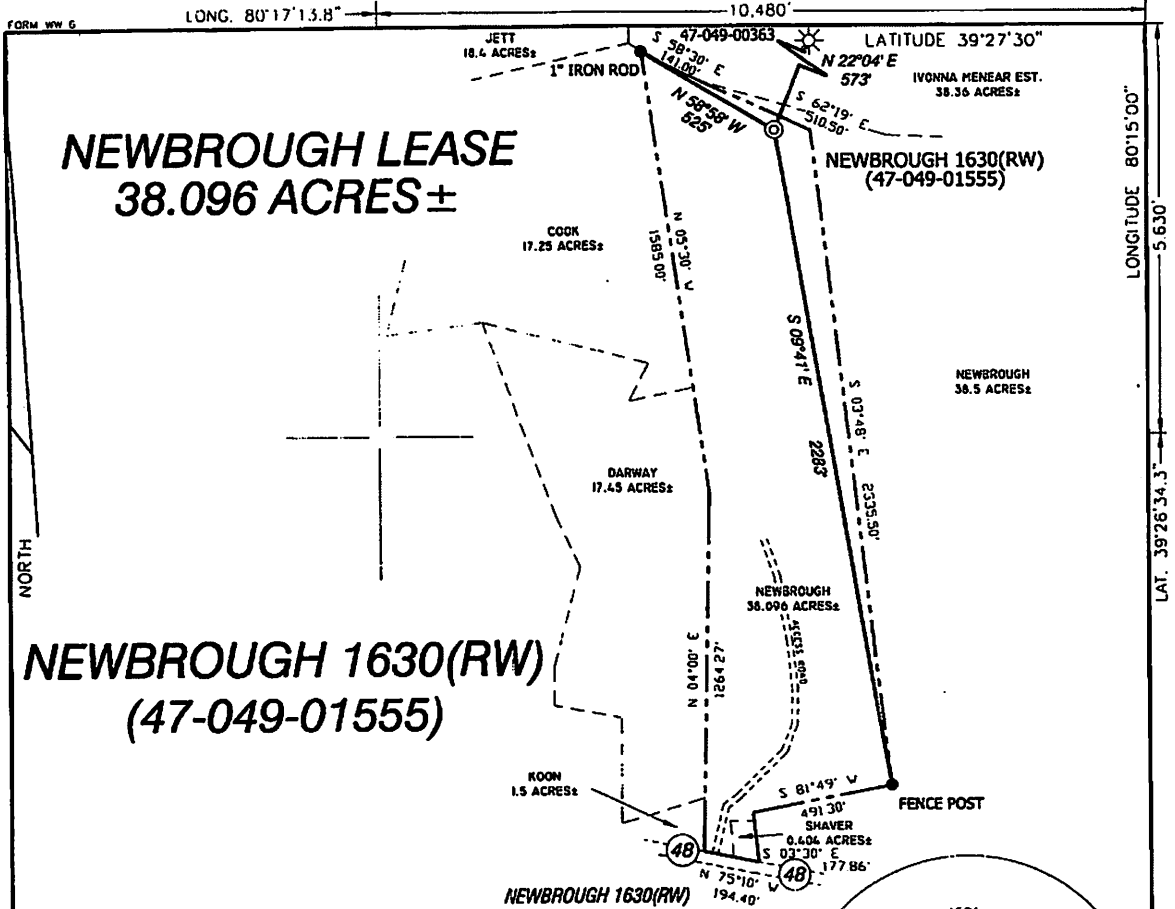 FORM WW 6
LONG. 80°17'13.8"
10,480'
JETT
18.4 ACRES±
1" IRON ROD
S 58°30' E
141.00'
47-049-00363
LATITUDE 39°27'30"
N 22°04' E
573'
IVONNA MENEAR EST.
38.36 ACRES±
N 58°58' W
525'
S 62°19' E
510.50'
NEWBROUGH LEASE
38.096 ACRES±
NEWBROUGH 1630(RW)
(47-049-01555)
LONGITUDE 80°15'00"
5,630'
LAT. 39°26'34.3"
COOK
17.25 ACRES±
N 05°30' W
1585.00'
S 09°41' E
2283'
S 03°48' E
2335.50'
NEWBROUGH
38.5 ACRES±
DARWAY
17.45 ACRES±
NORTH
NEWBROUGH
38.096 ACRES±
ACCESS ROAD
N 04°00' E
1264.27'
NEWBROUGH 1630(RW)
(47-049-01555)
KOON
1.5 ACRES±
S 81°49' W
491.30'
FENCE POST
SHAVER
0.404 ACRES±
S 03°30' E
177.86'
48
48
N 75°10' W
194.40'
NEWBROUGH 1630(RW)